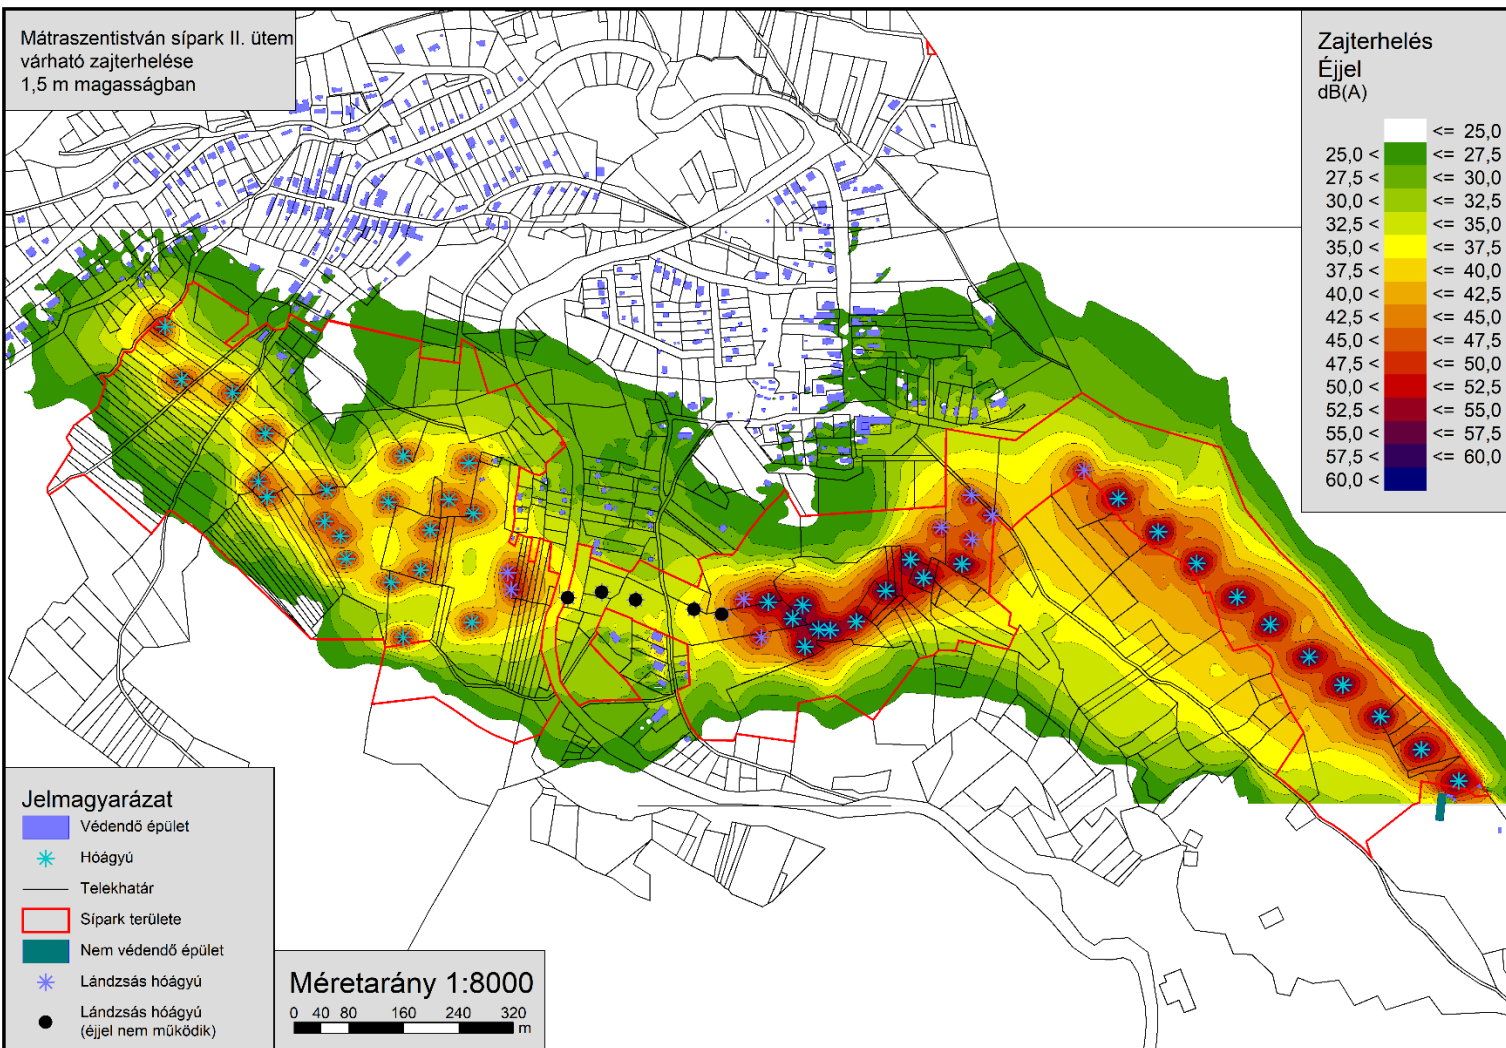 Mátraszentistván sípark II. ütem
várható zajterhelése
1,5 m magasságban
Zajterhelés
Éjjel
dB(A)
<= 25,0
25,0 < <= 27,5
27,5 < <= 30,0
30,0 < <= 32,5
32,5 < <= 35,0
35,0 < <= 37,5
37,5 < <= 40,0
40,0 < <= 42,5
42,5 < <= 45,0
45,0 < <= 47,5
47,5 < <= 50,0
50,0 < <= 52,5
52,5 < <= 55,0
55,0 < <= 57,5
57,5 < <= 60,0
60,0 <
Jelmagyarázat
Védendő épület
Hóágyú
Telekhatár
Sípark területe
Nem védendő épület
Lándzsás hóágyú
Lándzsás hóágyú
(éjjel nem működik)
Méretarány 1:8000
0 40 80 160 240 320
m